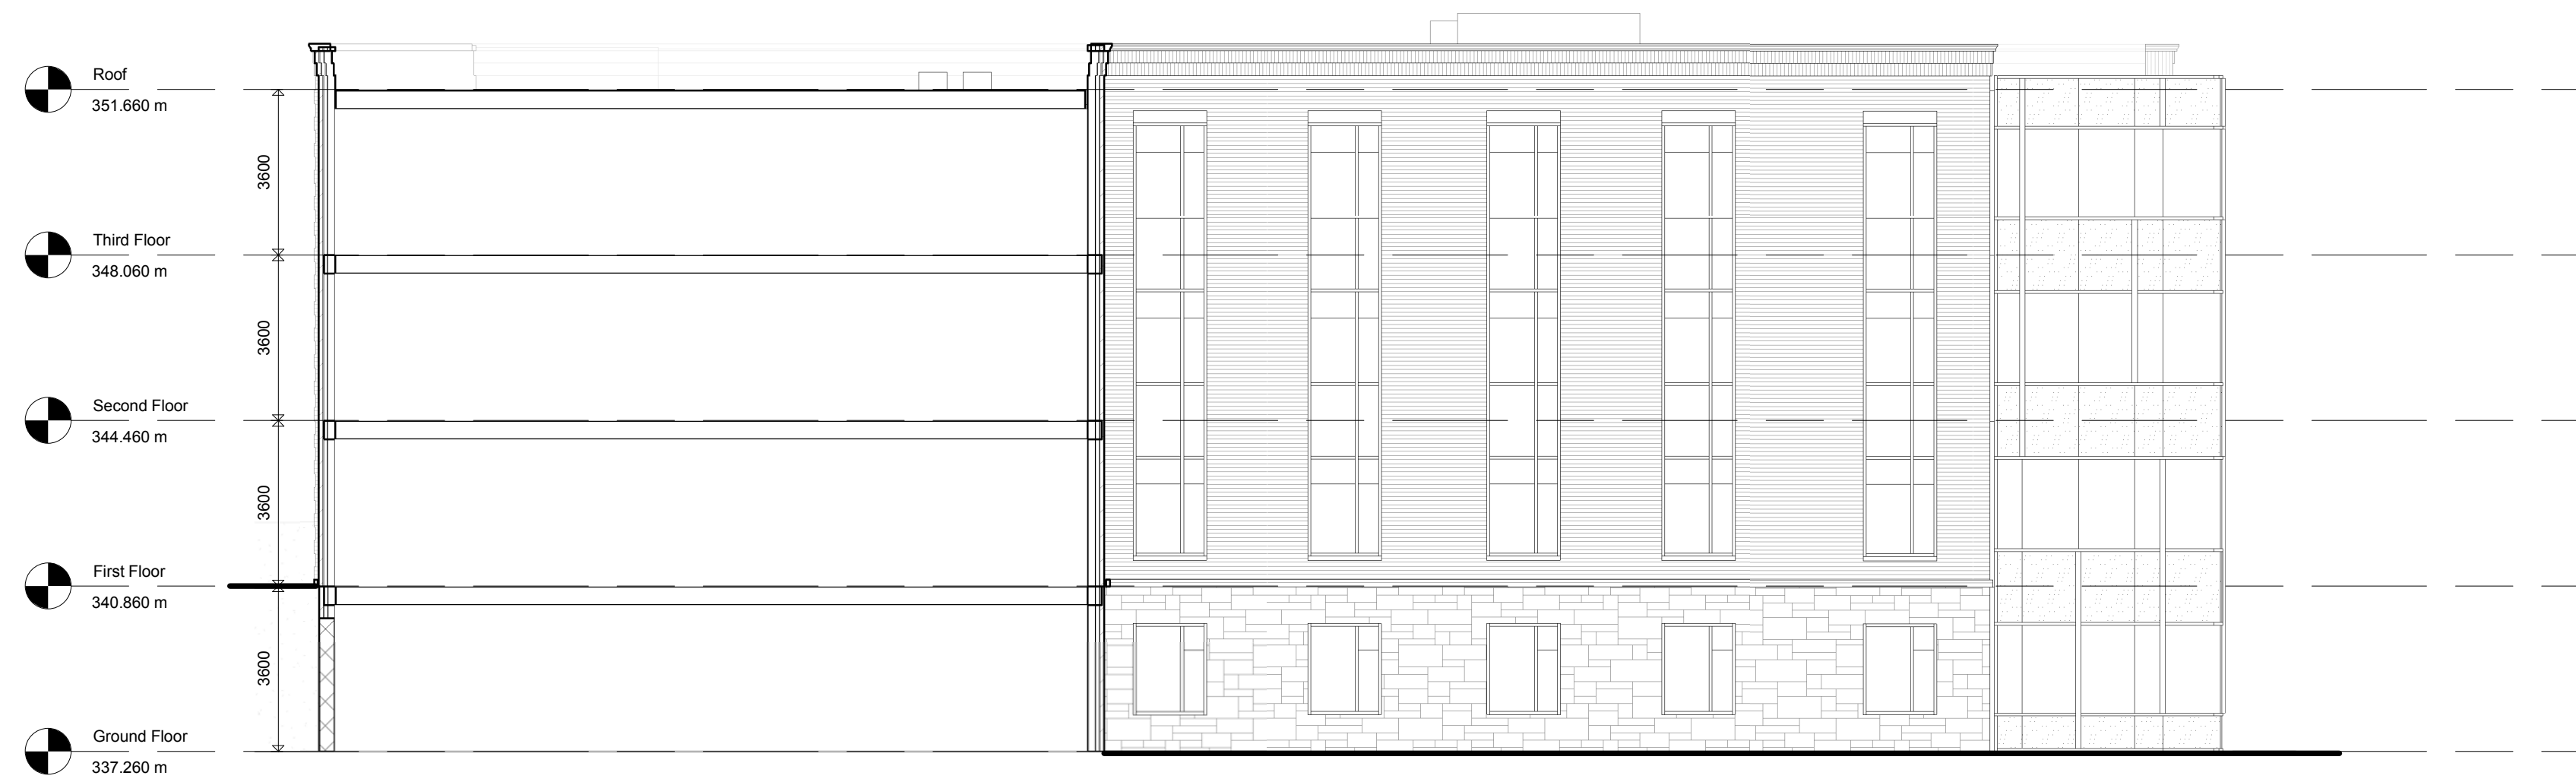 Roof
351.660 m
3600
Third Floor
348.060 m
3600
Second Floor
344.460 m
3600
First Floor
340.860 m
3600
Ground Floor
337.260 m